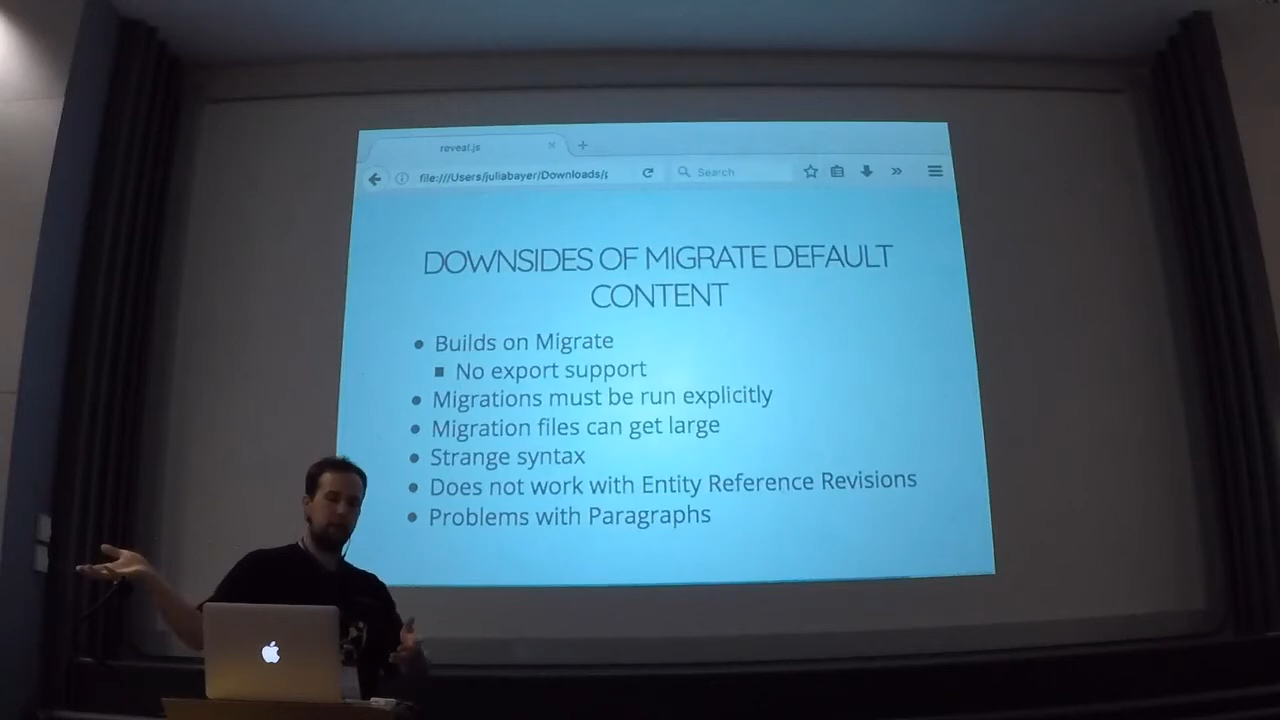 reveal.js
file:///Users/juliabayer/Downloads/
Search
DOWNSIDES OF MIGRATE DEFAULT
CONTENT
Builds on Migrate
No export support
Migrations must be run explicitly
Migration files can get large
Strange syntax
Does not work with Entity Reference Revisions
Problems with Paragraphs